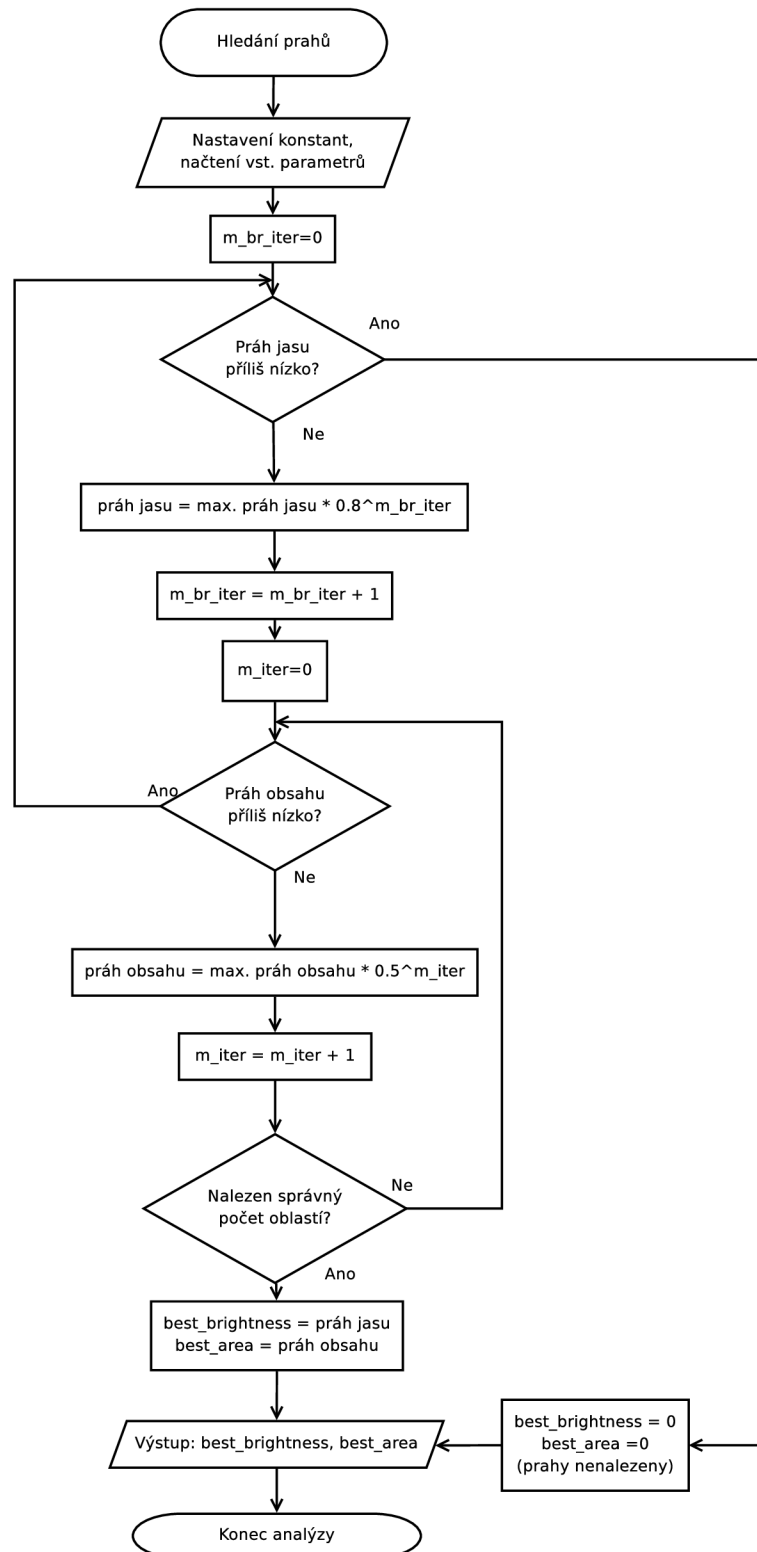 Hledání prahů
Nastavení konstant,
načtení vst. parametrů
m_br_iter=0
Ano
Práh jasu
příliš nízko?
Ne
práh jasu = max. práh jasu * 0.8^m_br_iter
m_br_iter = m_br_iter + 1
m_iter=0
Ano
Práh obsahu
příliš nízko?
Ne
práh obsahu = max. práh obsahu * 0.5^m_iter
m_iter = m_iter + 1
Ne
Nalezen správný
počet oblastí?
Ano
best_brightness = práh jasu
best_area = práh obsahu
best_brightness = 0
best_area =0
(prahy nenalezeny)
Výstup: best_brightness, best_area
Konec analýzy